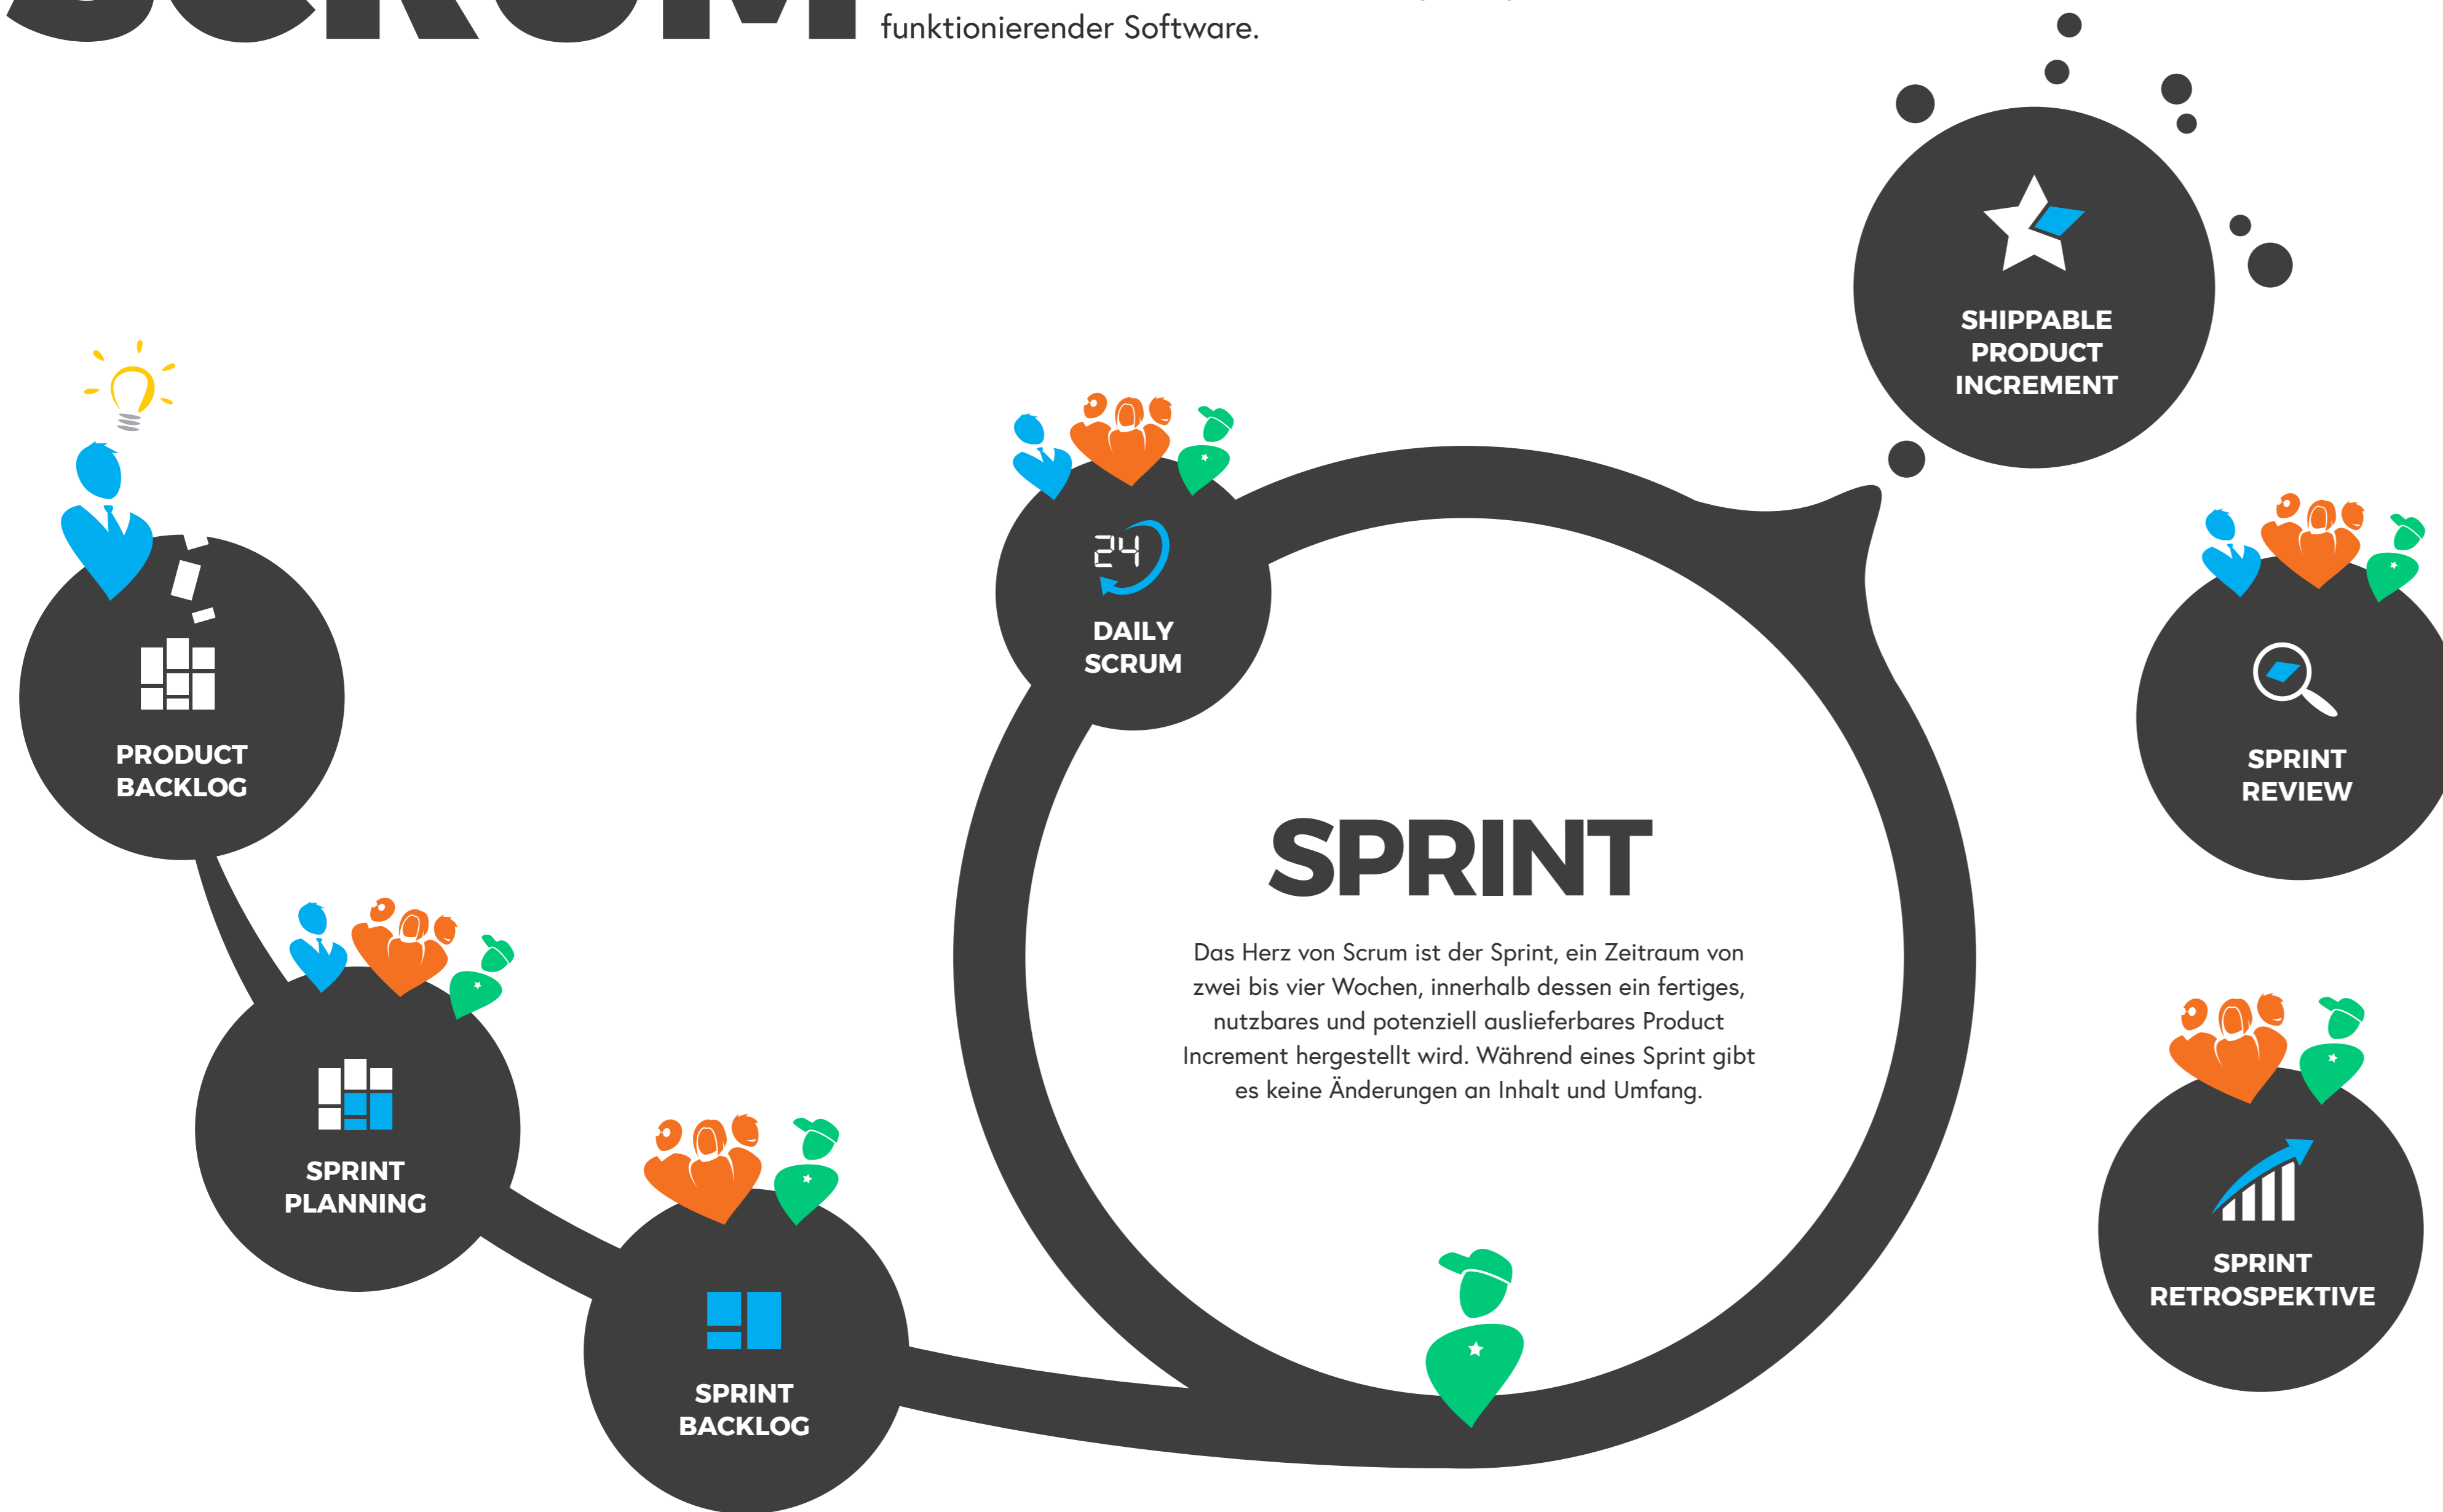 SCRUM
funktionierender Software.
SHIPPABLE
PRODUCT
INCREMENT
24
DAILY
SCRUM
PRODUCT
BACKLOG
SPRINT
REVIEW
SPRINT
Das Herz von Scrum ist der Sprint, ein Zeitraum von
zwei bis vier Wochen, innerhalb dessen ein fertiges,
nutzbares und potenziell auslieferbares Product
Increment hergestellt wird. Während eines Sprint gibt
es keine Änderungen an Inhalt und Umfang.
SPRINT
PLANNING
SPRINT
RETROSPEKTIVE
SPRINT
BACKLOG